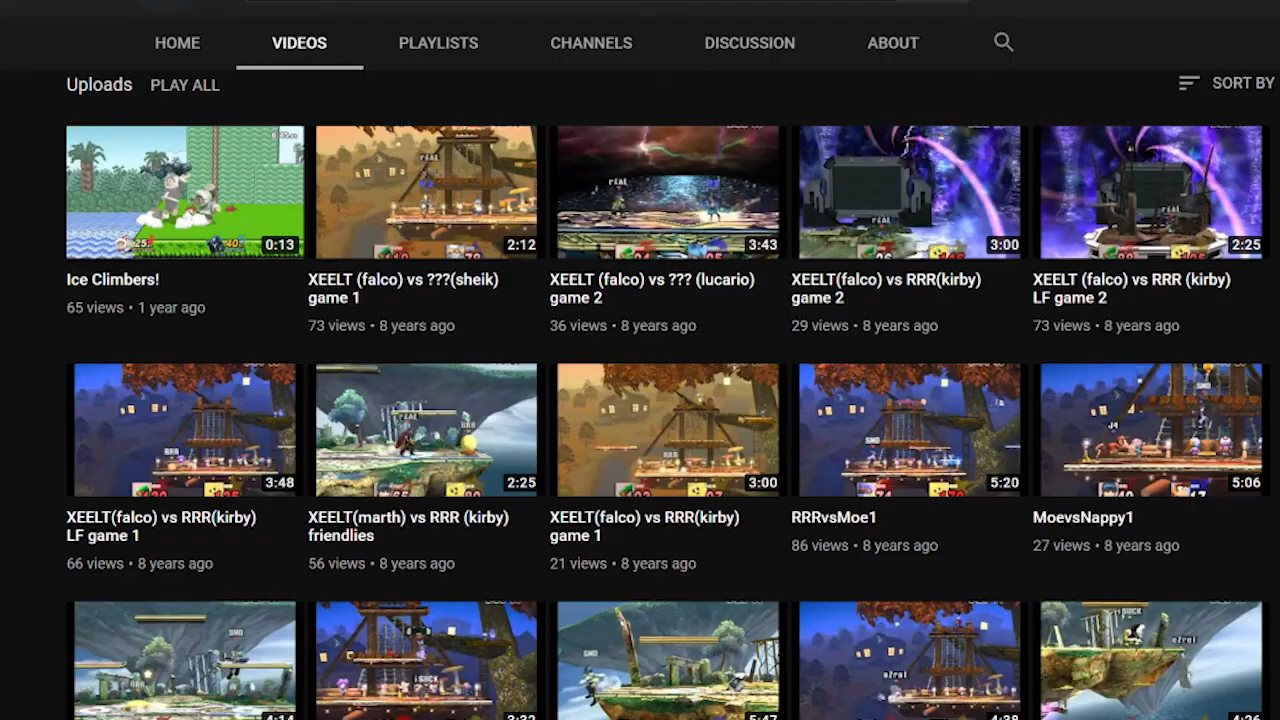 HOME VIDEOS PLAYLISTS CHANNELS DISCUSSION ABOUT
Uploads PLAY ALL SORT BY
0:13 2:12 3:43 3:00 2:25
Ice Climbers!
65 views • 1 year ago
XEELT (falco) vs ???(sheik)
game 1
73 views • 8 years ago
XEELT (falco) vs ??? (lucario)
game 2
36 views • 8 years ago
XEELT(falco) vs RRR(kirby)
game 2
29 views • 8 years ago
XEELT (falco) vs RRR (kirby)
LF game 2
73 views • 8 years ago
3:48 2:25 3:00 5:20 5:06
XEELT(falco) vs RRR(kirby)
LF game 1
66 views • 8 years ago
XEELT(marth) vs RRR (kirby)
friendlies
56 views • 8 years ago
XEELT(falco) vs RRR(kirby)
game 1
21 views • 8 years ago
RRRvsMoe1
86 views • 8 years ago
MoevsNappy1
27 views • 8 years ago